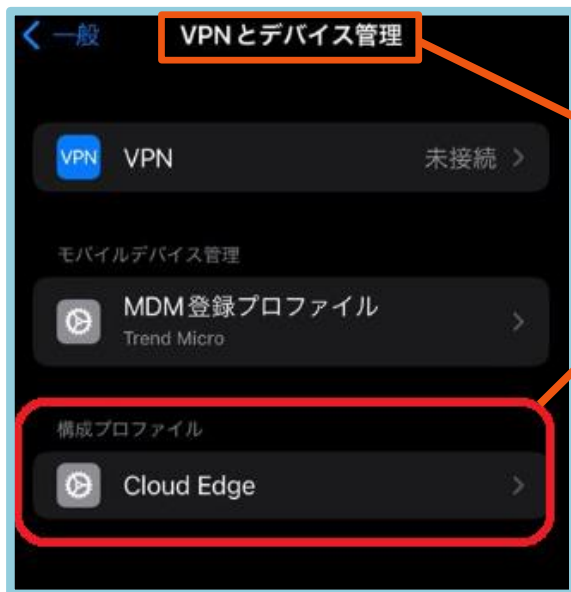 一般
VPNとデバイス管理
VPN VPN 未接続
モバイルデバイス管理
MDM登録プロファイル
Trend Micro
構成プロファイル
Cloud Edge